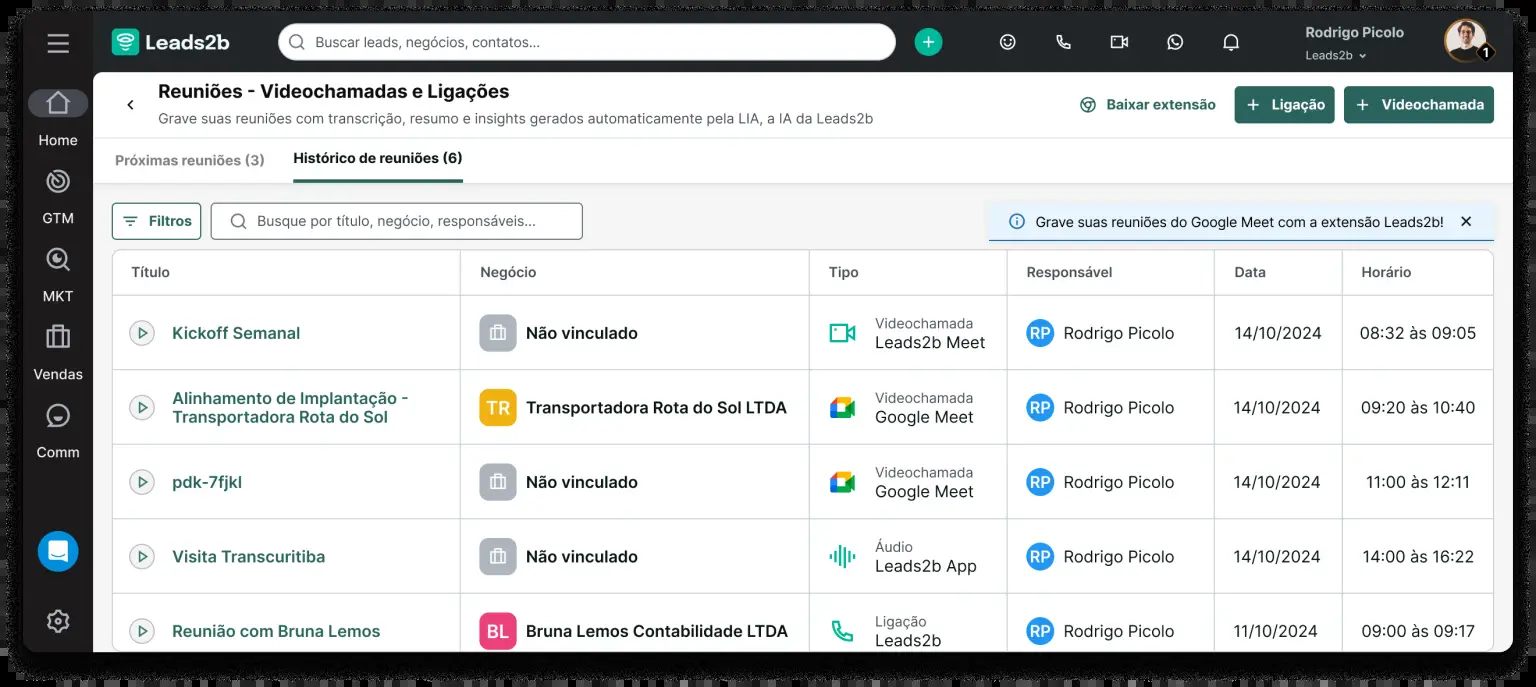 Leads2b
Buscar leads, negócios, contatos...
Rodrigo Picolo
Leads2b
1
Home
GTM
MKT
Vendas
Comm
Reuniões - Videochamadas e Ligações
Grave suas reuniões com transcrição, resumo e insights gerados automaticamente pela LIA, a IA da Leads2b
Baixar extensão
+ Ligação
+ Videochamada
Próximas reuniões (3)
Histórico de reuniões (6)
Filtros
Busque por título, negócio, responsáveis...
Grave suas reuniões do Google Meet com a extensão Leads2b!
Título Negócio Tipo Responsável Data Horário
Kickoff Semanal
Não vinculado
Videochamada
Leads2b Meet
RP Rodrigo Picolo
14/10/2024
08:32 às 09:05
Alinhamento de Implantação -
Transportadora Rota do Sol
TR Transportadora Rota do Sol LTDA
Videochamada
Google Meet
RP Rodrigo Picolo
14/10/2024
09:20 às 10:40
pdk-7fjkl
Não vinculado
Videochamada
Google Meet
RP Rodrigo Picolo
14/10/2024
11:00 às 12:11
Visita Transcuritiba
Não vinculado
Áudio
Leads2b App
RP Rodrigo Picolo
14/10/2024
14:00 às 16:22
Reunião com Bruna Lemos
BL Bruna Lemos Contabilidade LTDA
Ligação
Leads2b
RP Rodrigo Picolo
11/10/2024
09:00 às 09:17